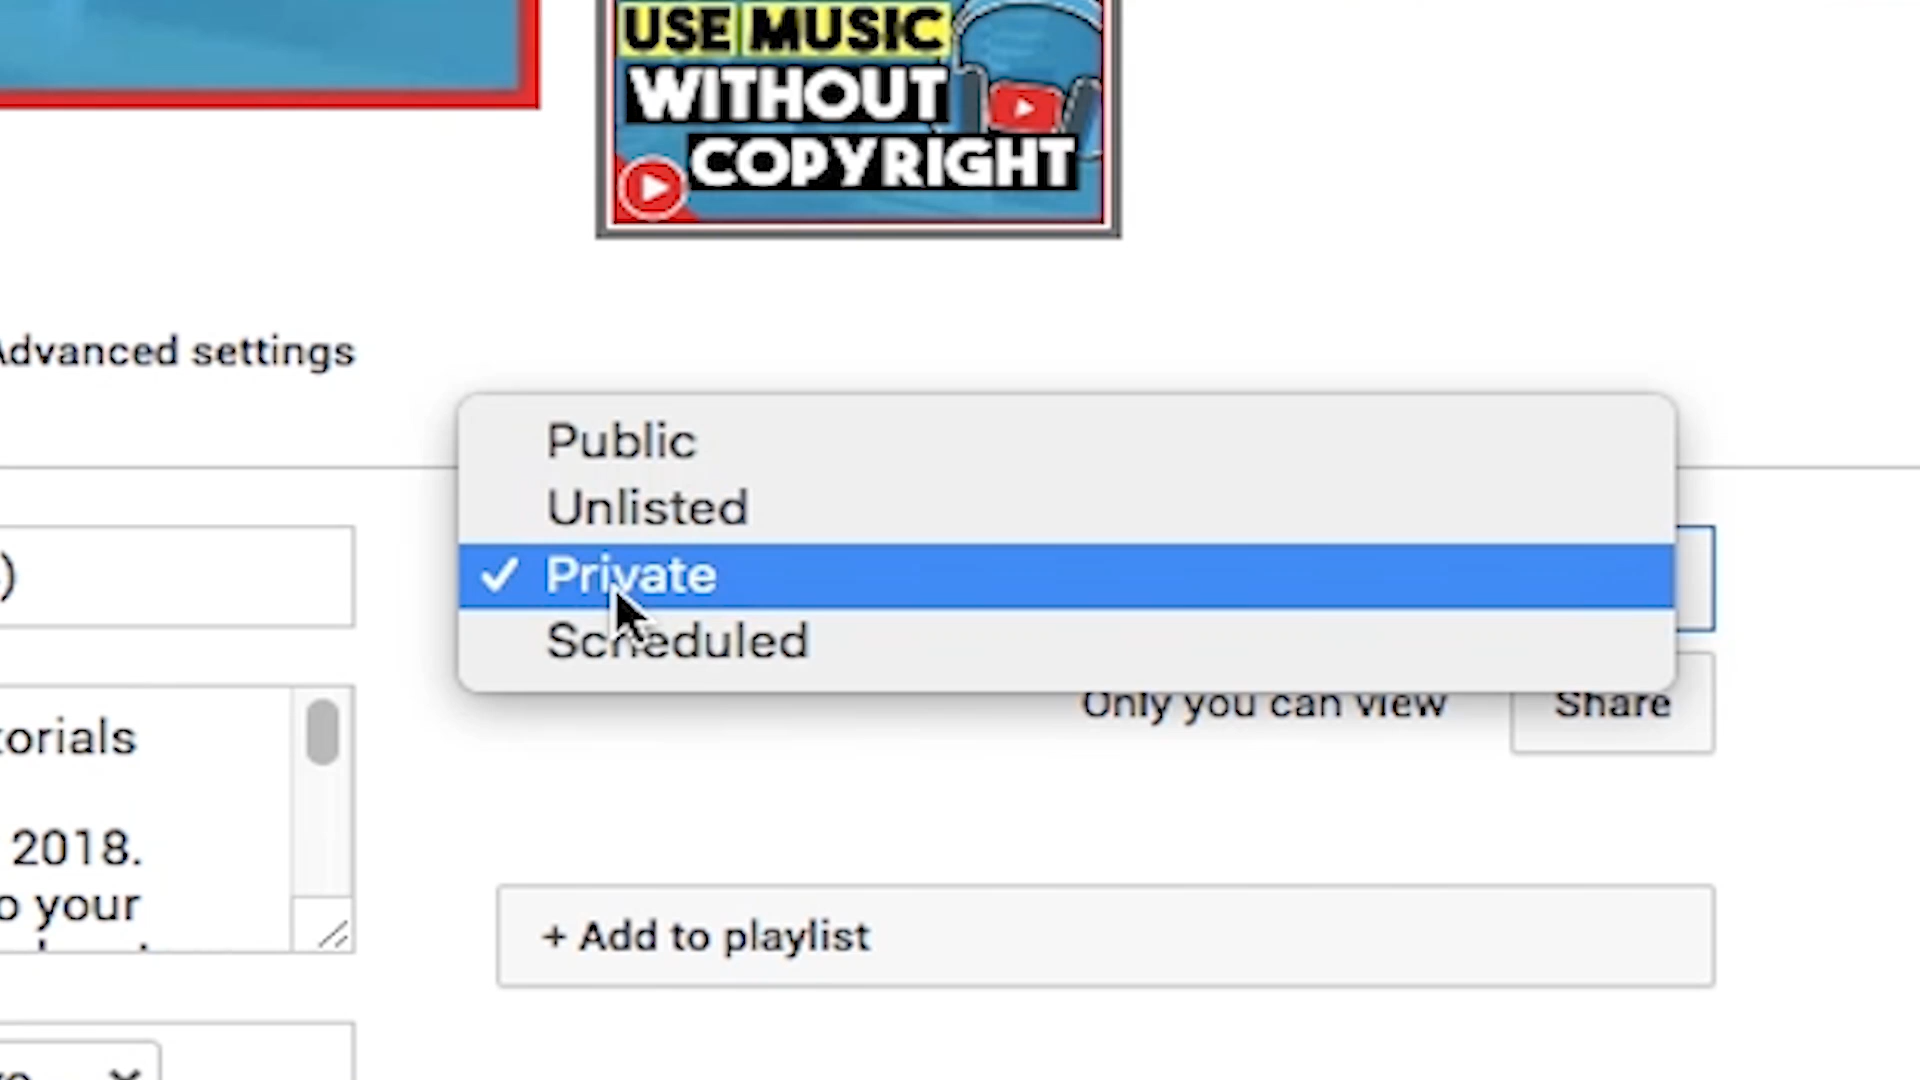 USE MUSIC
WITHOUT
COPYRIGHT
Advanced settings
Public
Unlisted
✓ Private
Scheduled
)
Only you can view
Share
torials
2018.
o your
+ Add to playlist